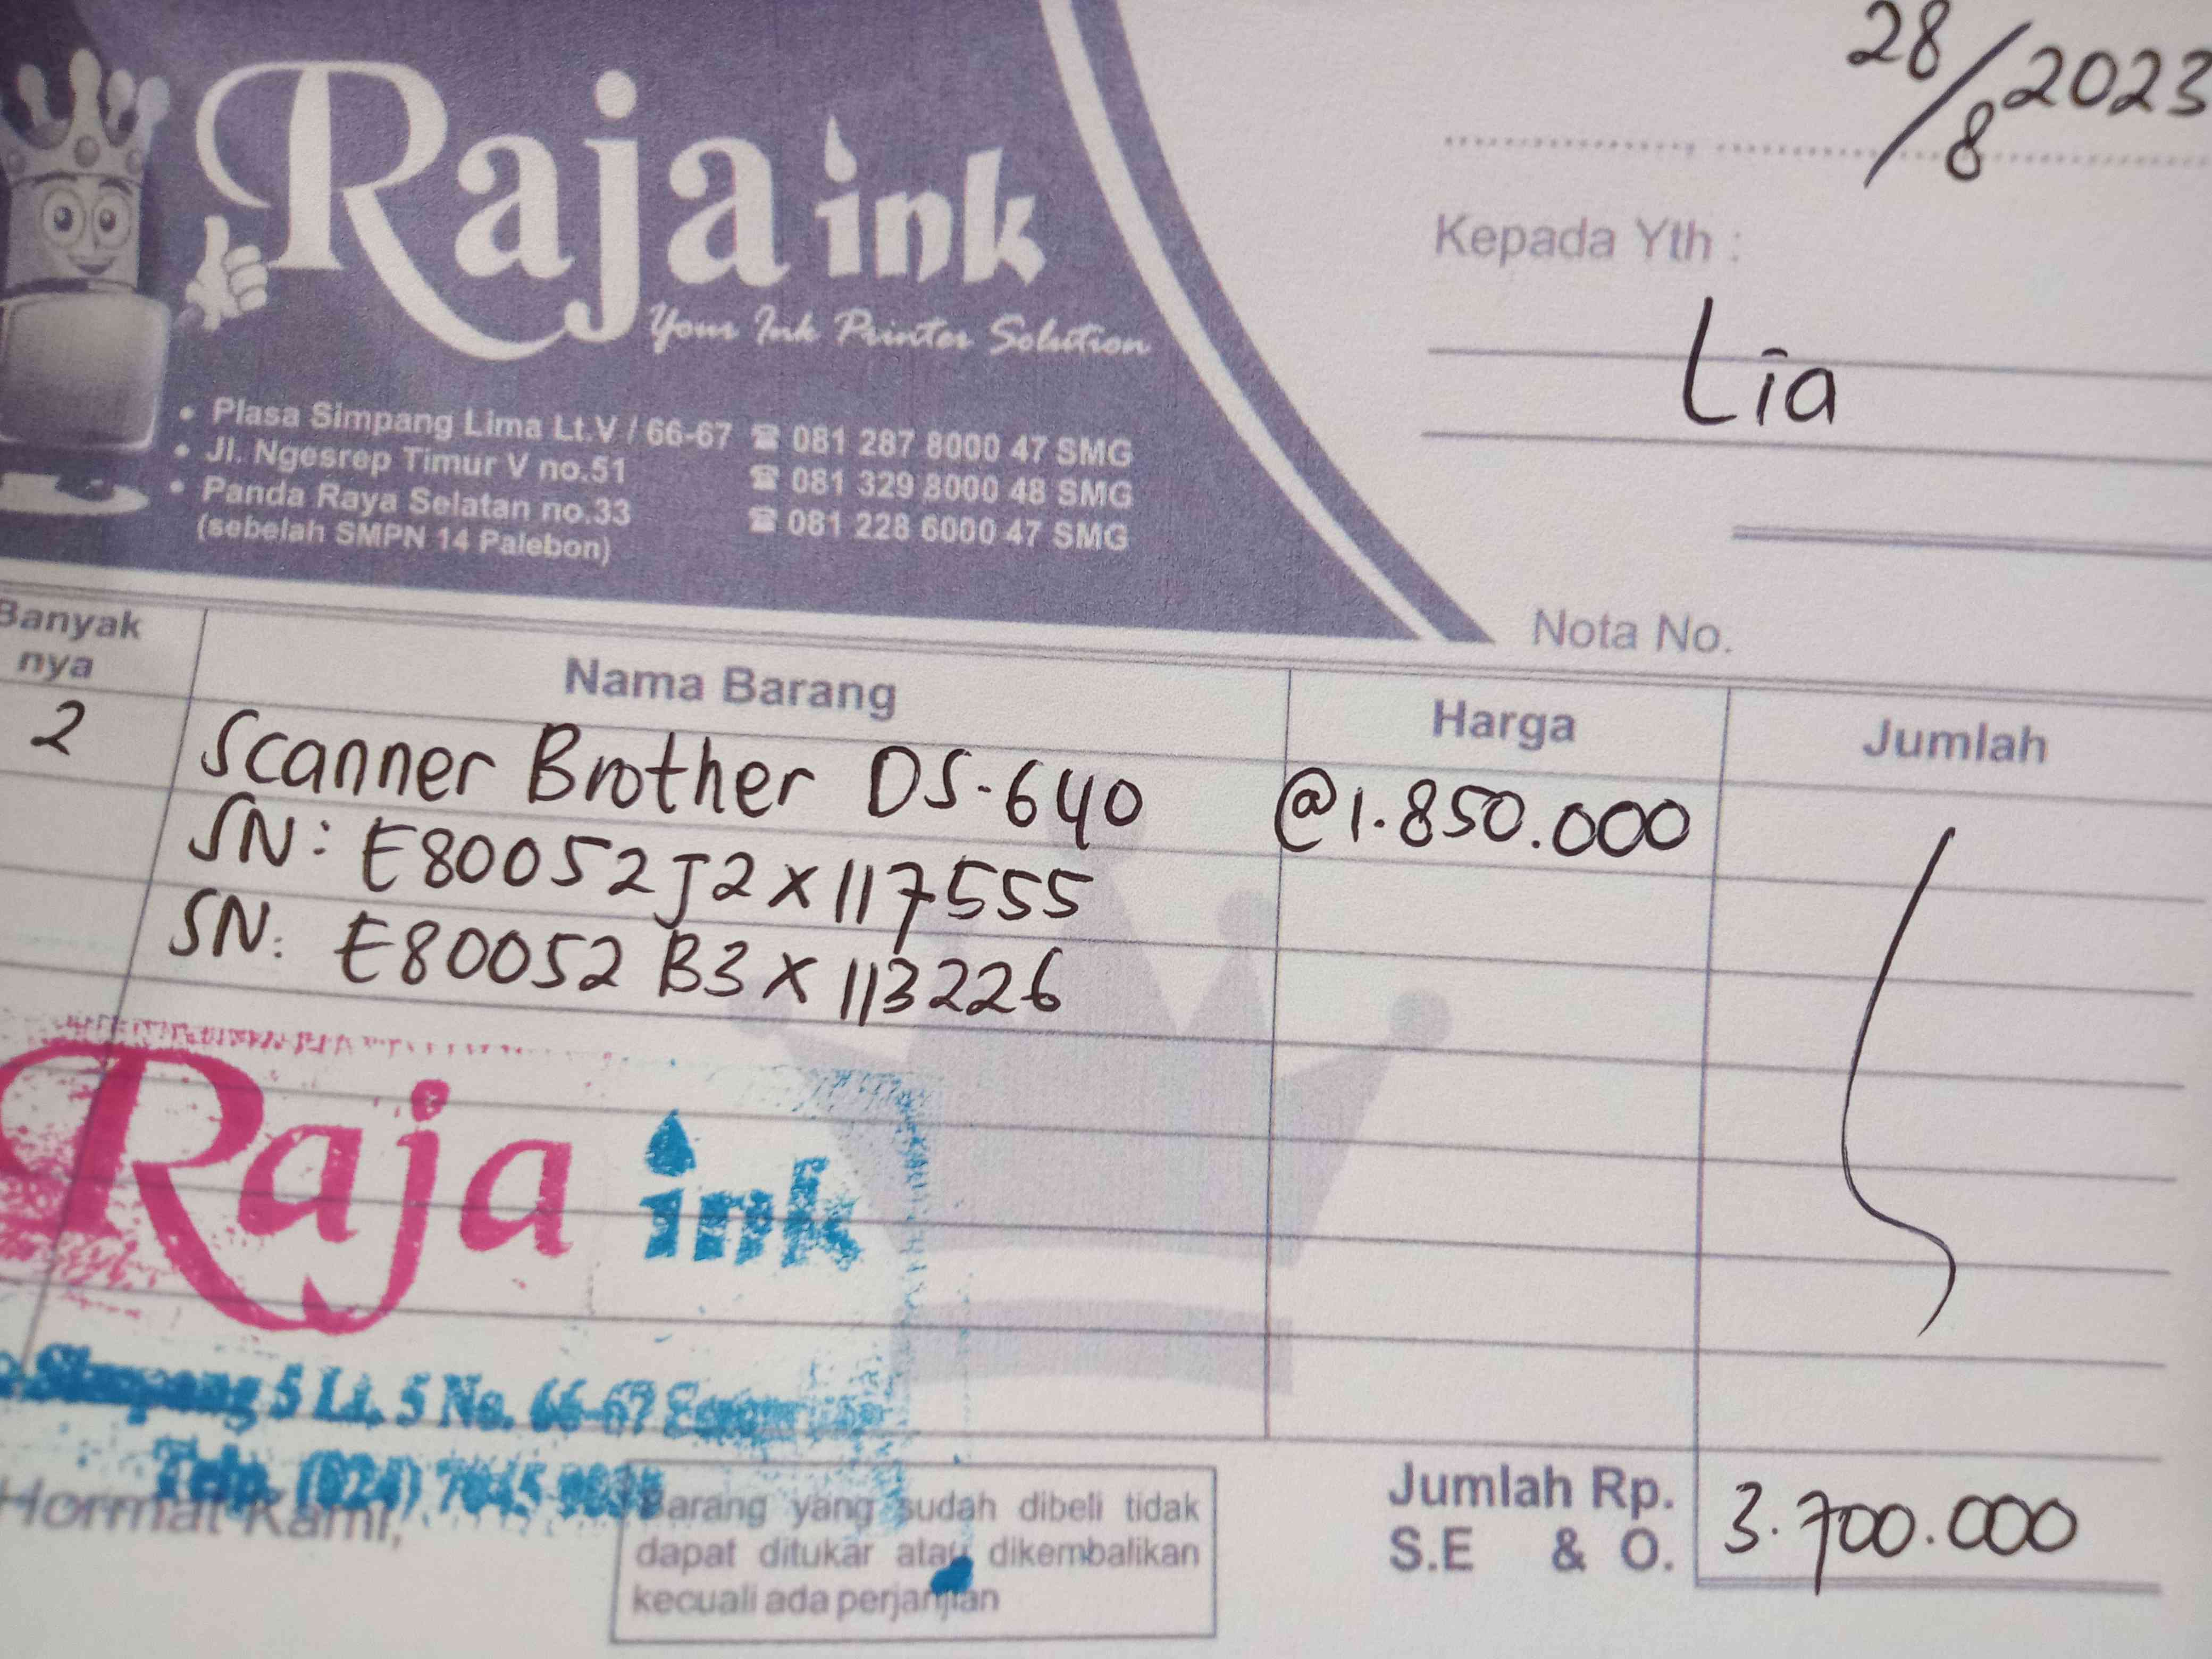 28/8 2023
Raja ink
Your Ink Printer Solution
Kepada Yth :
Lia
• Plasa Simpang Lima Lt.V / 66-67 ☎ 081 287 8000 47 SMG
• Jl. Ngesrep Timur V no.51 ☎ 081 329 8000 48 SMG
• Panda Raya Selatan no.33 ☎ 081 228 6000 47 SMG
(sebelah SMPN 14 Palebon)
Nota No.
Banyak nya Nama Barang Harga Jumlah
2 Scanner Brother DS-640 @1.850.000
SN: E80052J2X117555
SN: E80052B3X113226
Raja ink
Simpang 5 Lt. 5 No. 66-67
Telp. (024) 7045
Hormat Kami,
Barang yang sudah dibeli tidak
dapat ditukar atau dikembalikan
kecuali ada perjanjian
Jumlah Rp. 3.700.000
S.E & O.